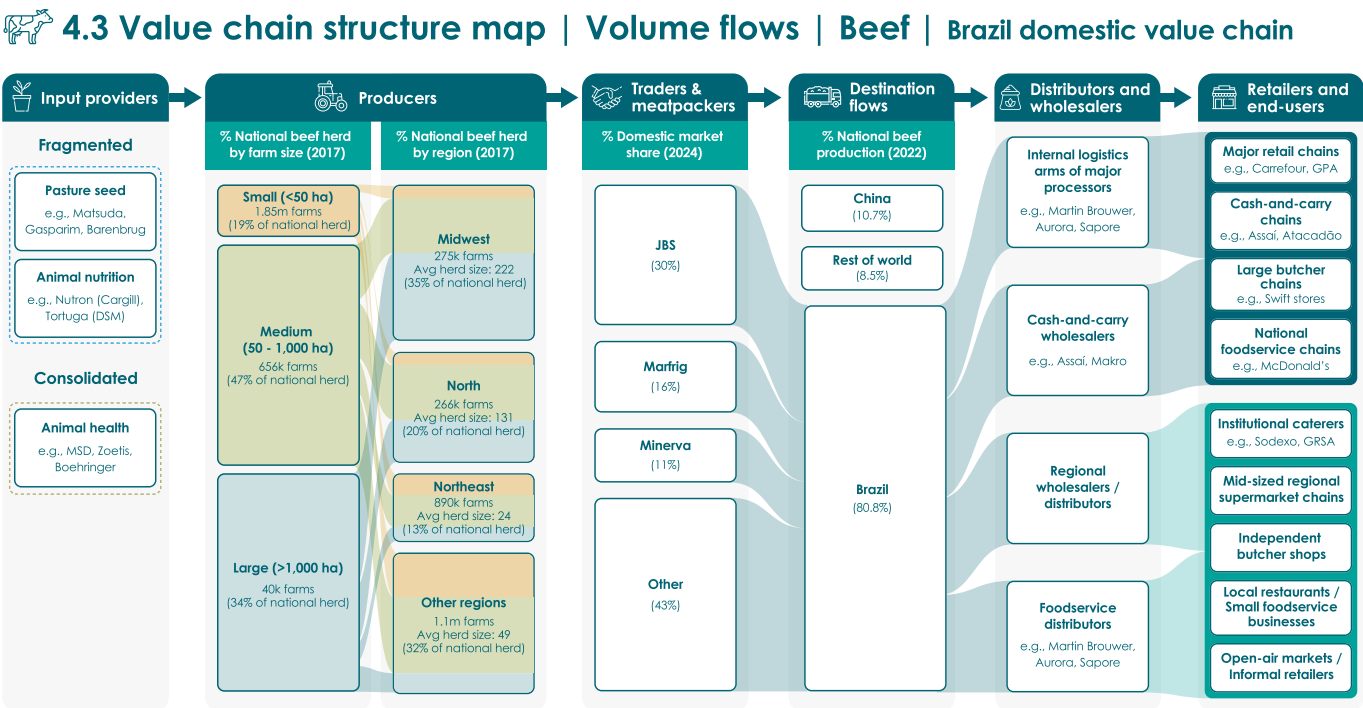 4.3 Value chain structure map | Volume flows | Beef | Brazil domestic value chain
Input providers
Fragmented
Pasture seed
e.g., Matsuda,
Gasparim, Barenbrug
Animal nutrition
e.g., Nutron (Cargill),
Tortuga (DSM)
Consolidated
Animal health
e.g., MSD, Zoetis,
Boehringer
Producers
% National beef herd
by farm size (2017)
Small (<50 ha)
1.85m farms
(19% of national herd)
Medium
(50 - 1,000 ha)
656k farms
(47% of national herd)
Large (>1,000 ha)
40k farms
(34% of national herd)
% National beef herd
by region (2017)
Midwest
275k farms
Avg herd size: 222
(35% of national herd)
North
266k farms
Avg herd size: 131
(20% of national herd)
Northeast
890k farms
Avg herd size: 24
(13% of national herd)
Other regions
1.1m farms
Avg herd size: 49
(32% of national herd)
Traders &
meatpackers
% Domestic market
share (2024)
JBS
(30%)
Marfrig
(16%)
Minerva
(11%)
Other
(43%)
Destination
flows
% National beef
production (2022)
China
(10.7%)
Rest of world
(8.5%)
Brazil
(80.8%)
Distributors and
wholesalers
Internal logistics
arms of major
processors
e.g., Martin Brouwer,
Aurora, Sapore
Cash-and-carry
wholesalers
e.g., Assaí, Makro
Regional
wholesalers /
distributors
Foodservice
distributors
e.g., Martin Brouwer,
Aurora, Sapore
Retailers and
end-users
Major retail chains
e.g., Carrefour, GPA
Cash-and-carry
chains
e.g., Assaí, Atacadão
Large butcher
chains
e.g., Swift stores
National
foodservice chains
e.g., McDonald's
Institutional caterers
e.g., Sodexo, GRSA
Mid-sized regional
supermarket chains
Independent
butcher shops
Local restaurants /
Small foodservice
businesses
Open-air markets /
Informal retailers